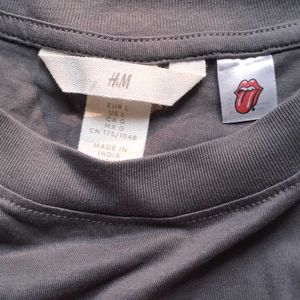 H&M
EUR L
US L
CA G
MX G
CN 175/104B
MADE IN
INDIA